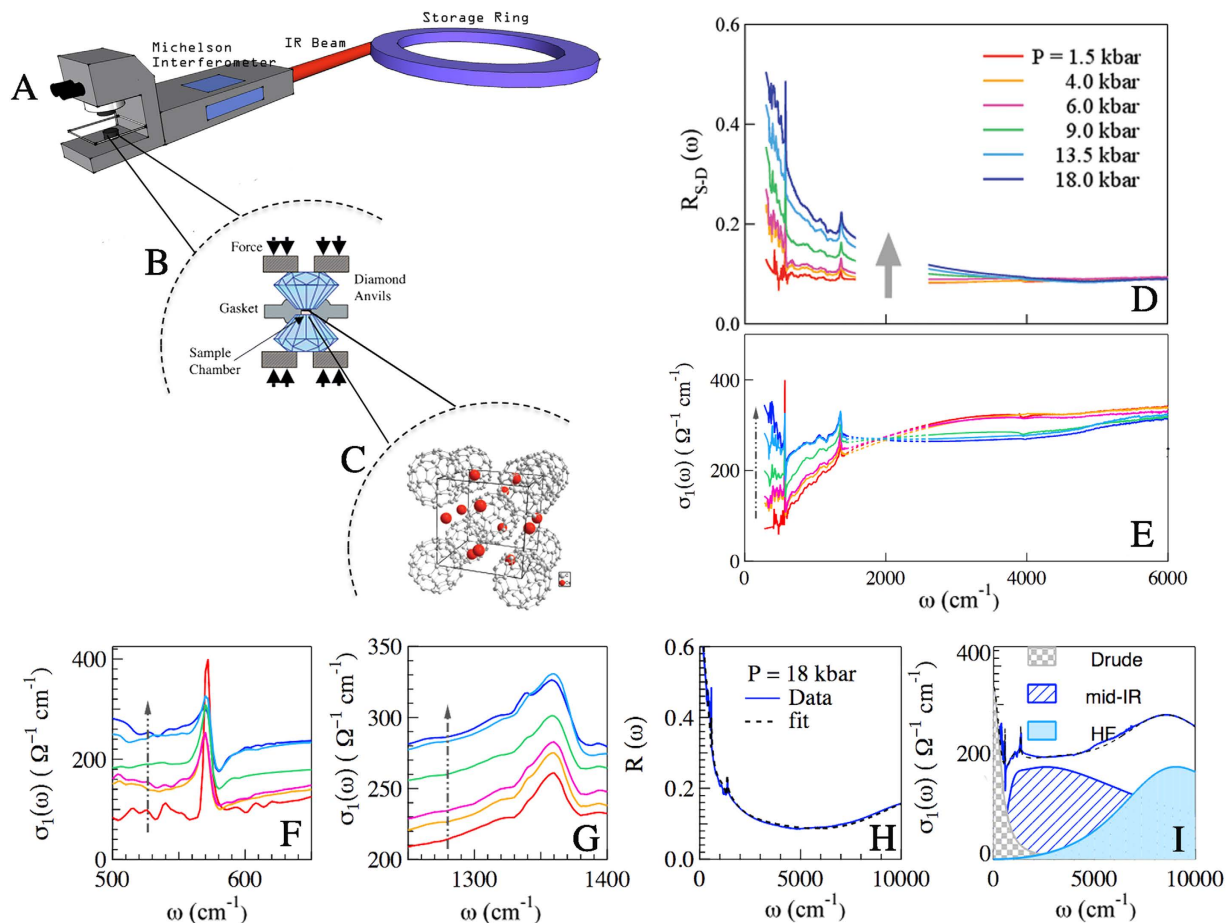 Storage Ring
IR Beam
Michelson
Interferometer
A
B
Force
Diamond
Anvils
Gasket
Sample
Chamber
C
0.6
0.4
0.2
0.0
R_S-D (ω)
P = 1.5 kbar
4.0 kbar
6.0 kbar
9.0 kbar
13.5 kbar
18.0 kbar
D
400
200
0
σ₁(ω) ( Ω⁻¹ cm⁻¹)
E
0 2000 4000 6000
ω (cm⁻¹)
400
200
0
σ₁(ω) ( Ω⁻¹ cm⁻¹)
F
500 600
ω (cm⁻¹)
350
300
250
200
σ₁(ω) ( Ω⁻¹ cm⁻¹)
G
1300 1400
ω (cm⁻¹)
0.6
0.4
0.2
0.0
R (ω)
P = 18 kbar
Data
fit
H
0 5000 10000
ω (cm⁻¹)
400
200
0
σ₁(ω) ( Ω⁻¹ cm⁻¹)
Drude
mid-IR
HF
I
0 5000 10000
ω (cm⁻¹)